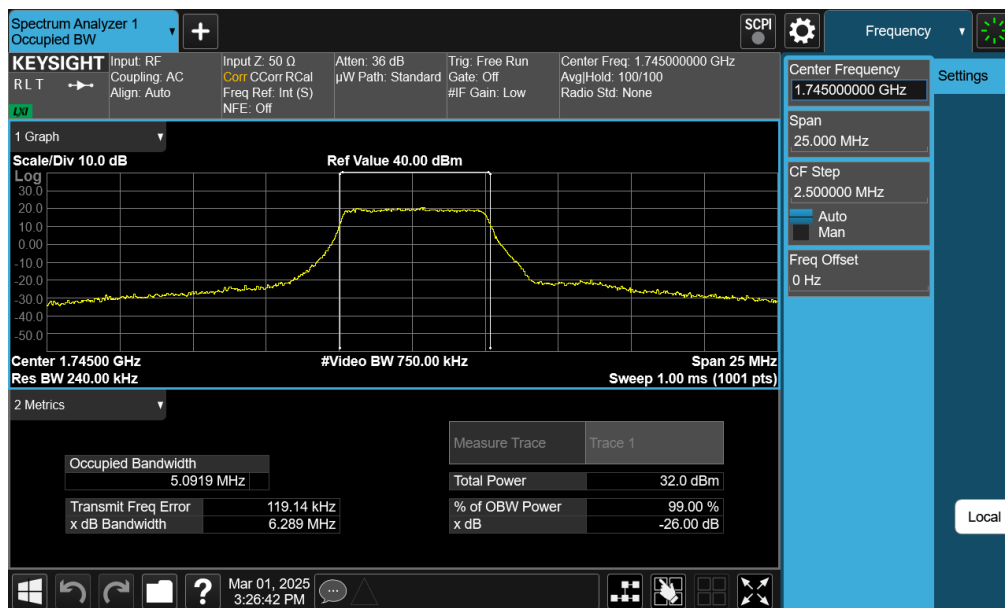 Spectrum Analyzer 1
Occupied BW
▼
+
SCPI
Frequency
▼
KEYSIGHT
R L T
LXI
Input: RF
Coupling: AC
Align: Auto
Input Z: 50 Ω
Corr CCorr RCal
Freq Ref: Int (S)
NFE: Off
Atten: 36 dB
µW Path: Standard
Trig: Free Run
Gate: Off
#IF Gain: Low
Center Freq: 1.745000000 GHz
Avg|Hold: 100/100
Radio Std: None
Center Frequency
1.745000000 GHz
Settings
Span
25.000 MHz
CF Step
2.500000 MHz
Auto
Man
Freq Offset
0 Hz
Local
1 Graph ▼
Scale/Div 10.0 dB
Ref Value 40.00 dBm
Log
30.0
20.0
10.0
0.00
-10.0
-20.0
-30.0
-40.0
-50.0
Center 1.74500 GHz
#Video BW 750.00 kHz
Span 25 MHz
Res BW 240.00 kHz
Sweep 1.00 ms (1001 pts)
2 Metrics ▼
Measure Trace Trace 1
Occupied Bandwidth
5.0919 MHz
Total Power 32.0 dBm
Transmit Freq Error 119.14 kHz
% of OBW Power 99.00 %
x dB Bandwidth 6.289 MHz
x dB -26.00 dB
?
Mar 01, 2025
3:26:42 PM